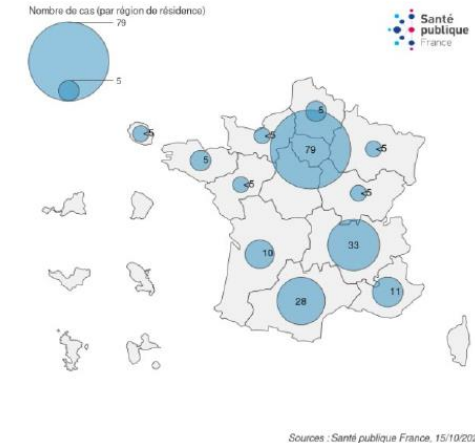 Nombre de cas (par région de résidence)
79
5
Santé
publique
France
5
<5
<5
79
5
<5
<5
<5
10
33
28
11
Sources : Santé publique France, 15/10/202